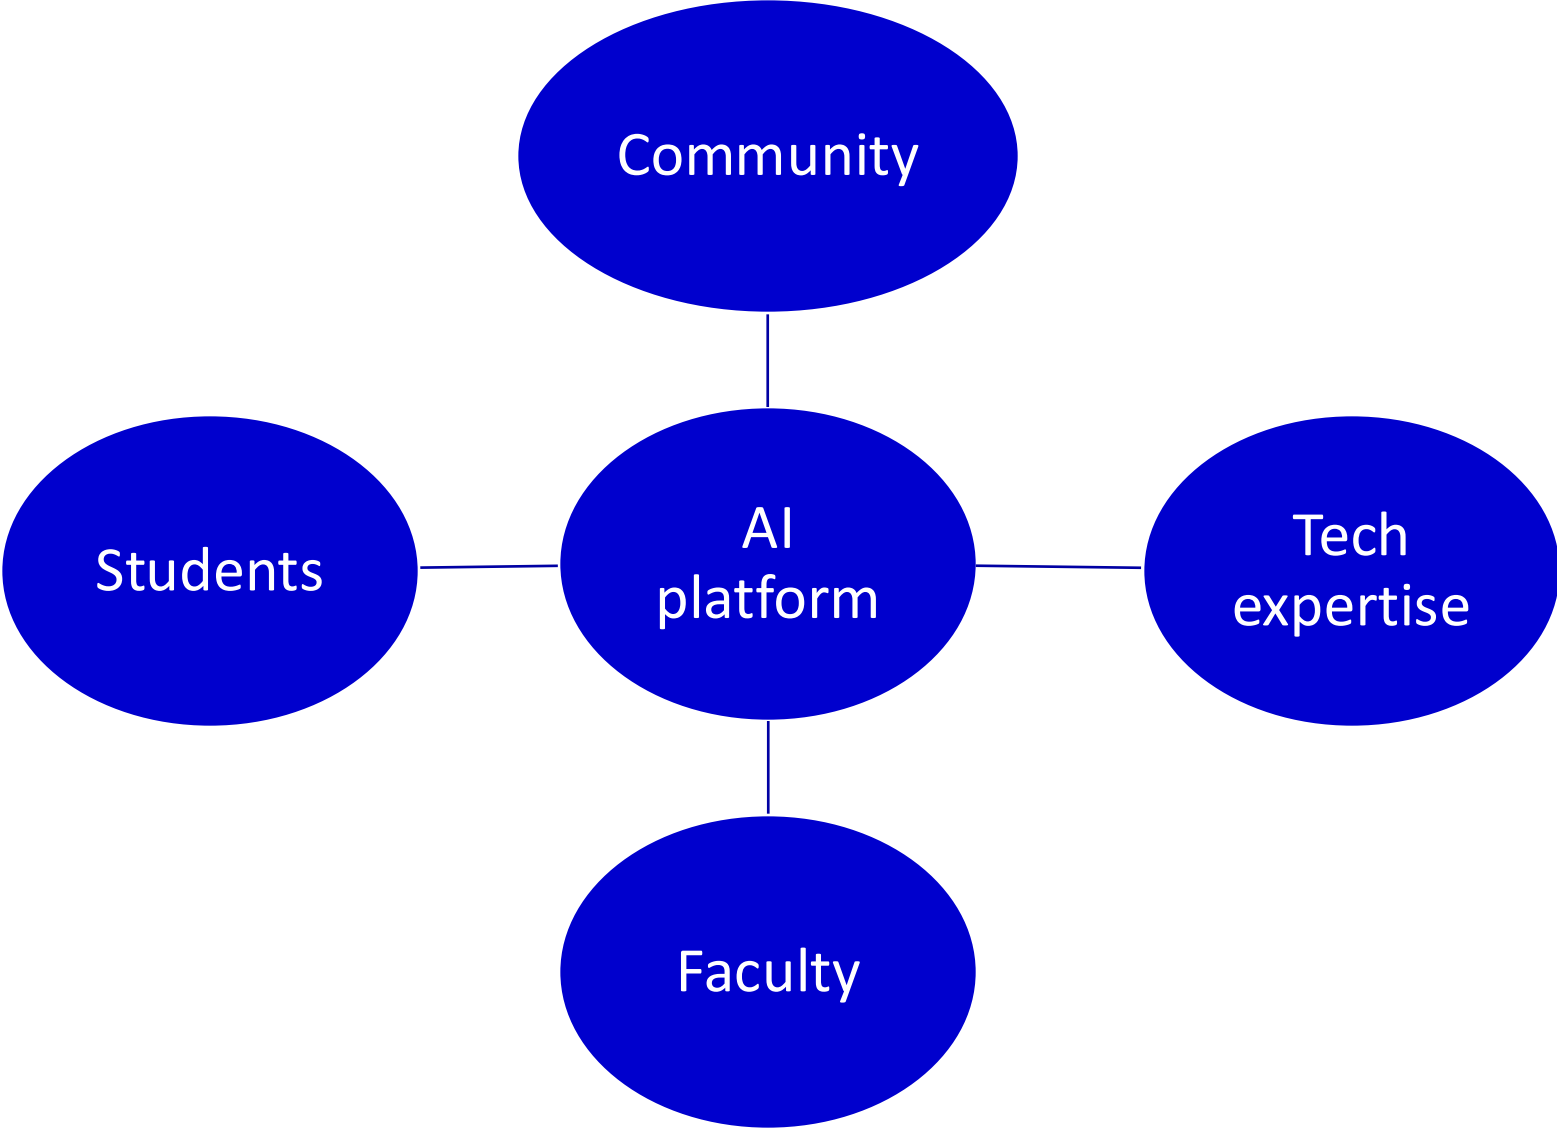 Community
Students
AI
platform
Tech
expertise
Faculty